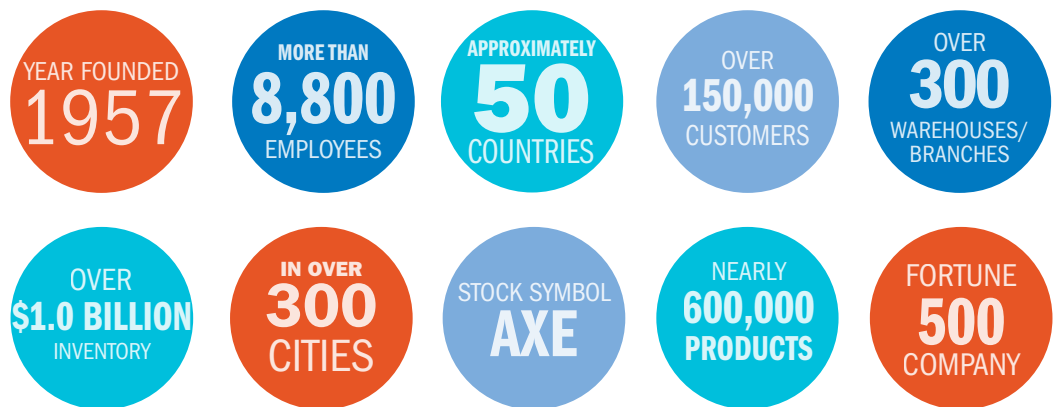 YEAR FOUNDED
1957
MORE THAN
8,800
EMPLOYEES
APPROXIMATELY
50
COUNTRIES
OVER
150,000
CUSTOMERS
OVER
300
WAREHOUSES/
BRANCHES
OVER
$1.0 BILLION
INVENTORY
IN OVER
300
CITIES
STOCK SYMBOL
AXE
NEARLY
600,000
PRODUCTS
FORTUNE
500
COMPANY